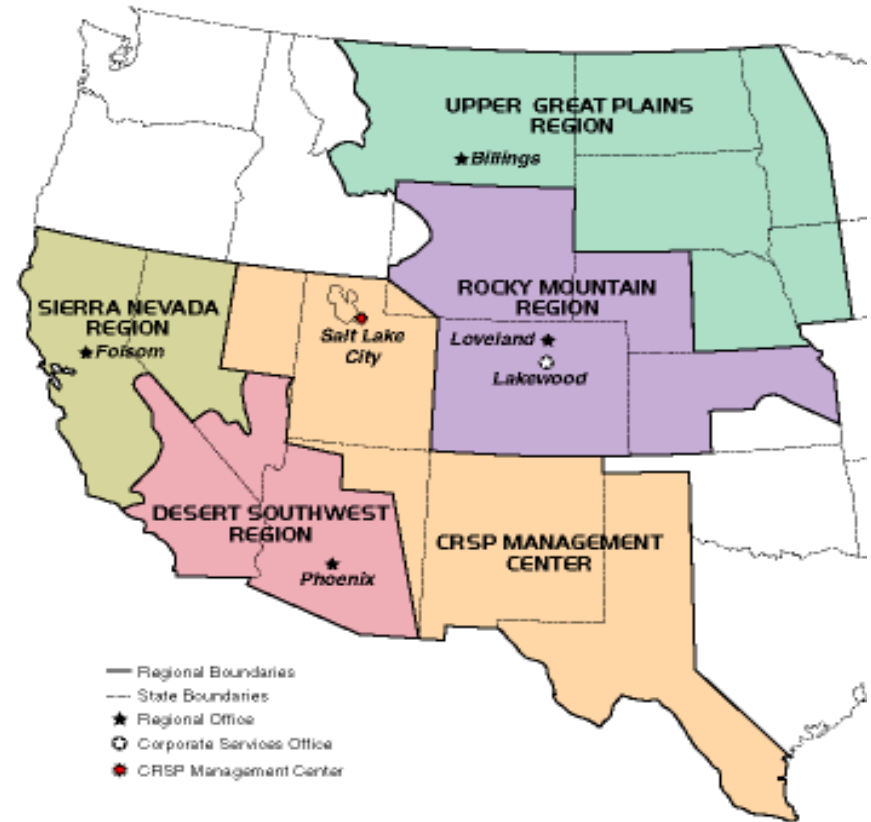 UPPER GREAT PLAINS
REGION
Billings
ROCKY MOUNTAIN
REGION
SIERRA NEVADA
REGION
Folsom
Salt Lake
City
Loveland
Lakewood
DESERT SOUTHWEST
REGION
Phoenix
CRSP MANAGEMENT
CENTER
Regional Boundaries
State Boundaries
Regional Office
Corporate Services Office
CRSP Management Center